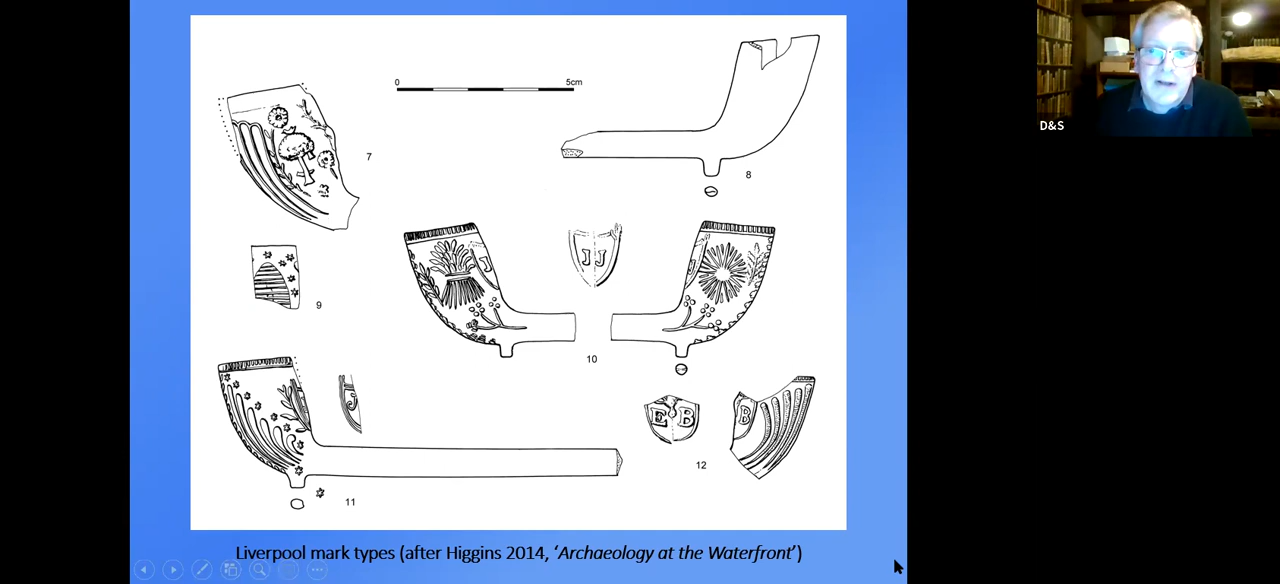 0 5cm
7
8
D&S
J J
J
J
9
10
E B
B
12
11
Liverpool mark types (after Higgins 2014, ‘Archaeology at the Waterfront’)